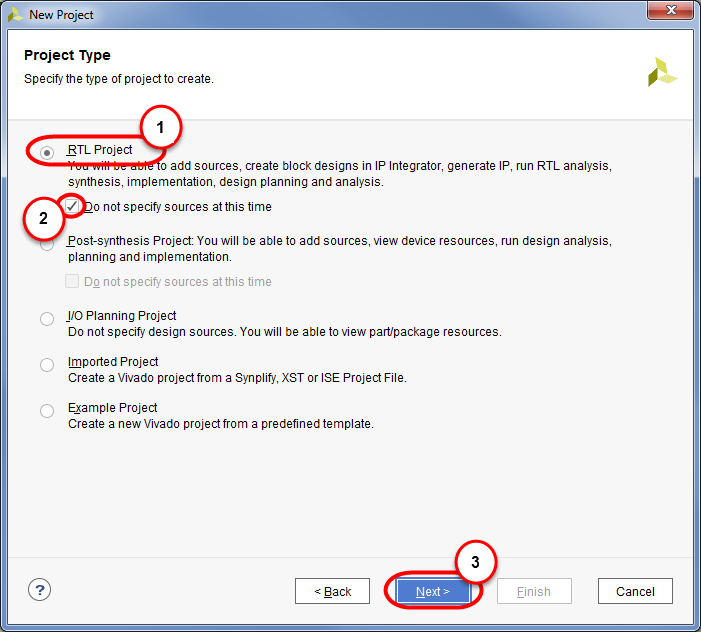 New Project
Project Type
Specify the type of project to create.
1
RTL Project
You will be able to add sources, create block designs in IP Integrator, generate IP, run RTL analysis,
synthesis, implementation, design planning and analysis.
2
Do not specify sources at this time
Post-synthesis Project: You will be able to add sources, view device resources, run design analysis,
planning and implementation.
Do not specify sources at this time
I/O Planning Project
Do not specify design sources. You will be able to view part/package resources.
Imported Project
Create a Vivado project from a Synplify, XST or ISE Project File.
Example Project
Create a new Vivado project from a predefined template.
3
?
< Back
Next >
Finish
Cancel